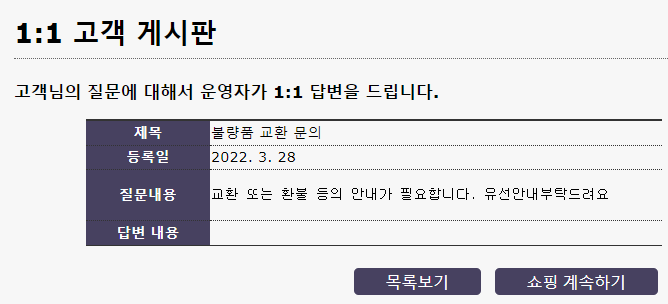 1:1 고객 게시판
고객님의 질문에 대해서 운영자가 1:1 답변을 드립니다.
제목 불량품 교환 문의
등록일 2022. 3. 28
질문내용 교환 또는 환불 등의 안내가 필요합니다. 유선안내부탁드려요
답변 내용
목록보기 쇼핑 계속하기